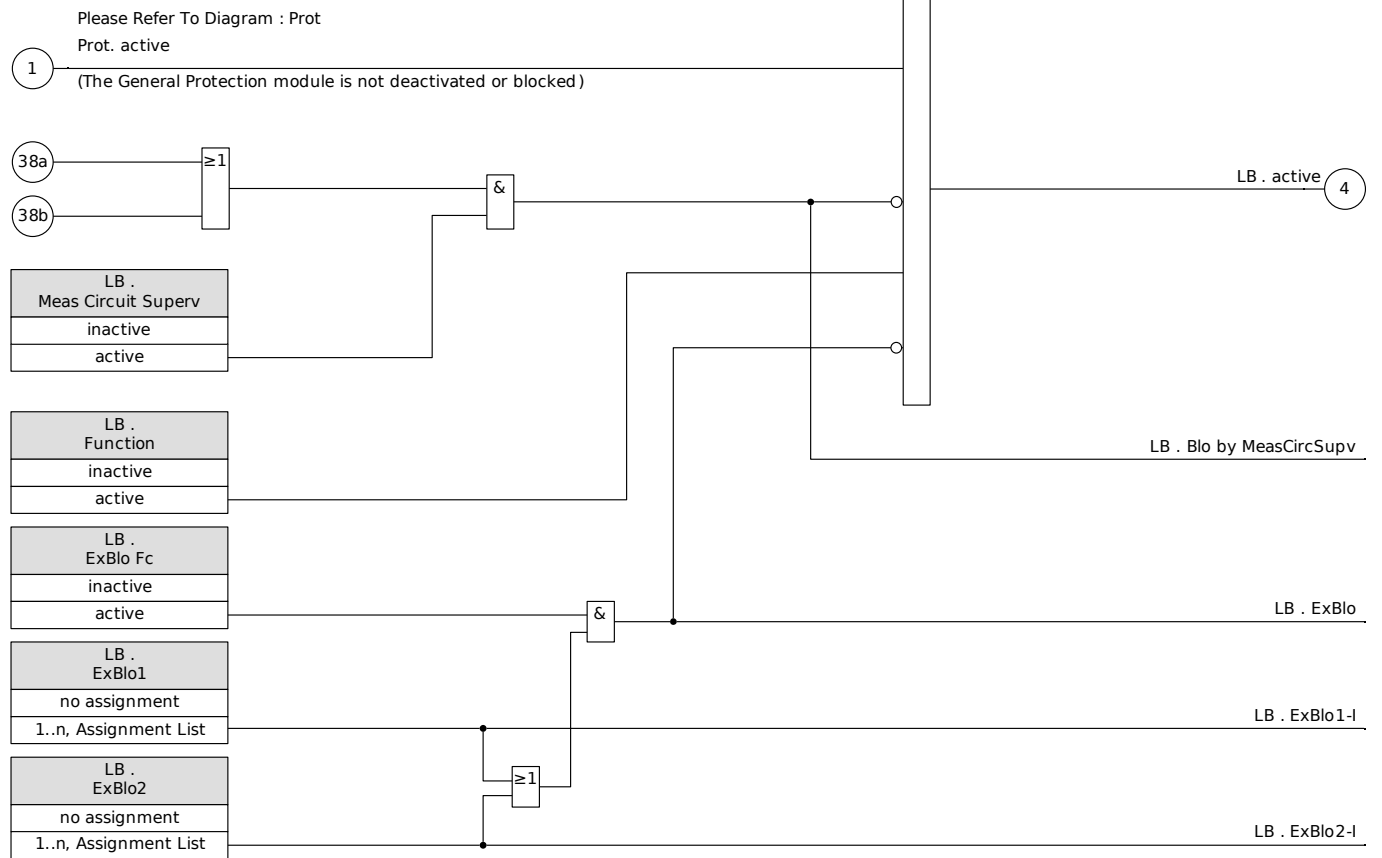 Please Refer To Diagram : Prot
Prot. active
1
(The General Protection module is not deactivated or blocked)
38a
≥1
38b
&
LB . active
4
LB .
Meas Circuit Superv
inactive
active
LB .
Function
inactive
active
LB . Blo by MeasCircSupv
LB .
ExBlo Fc
inactive
active
&
LB . ExBlo
LB .
ExBlo1
no assignment
1..n, Assignment List
LB . ExBlo1-I
≥1
LB .
ExBlo2
no assignment
1..n, Assignment List
LB . ExBlo2-I